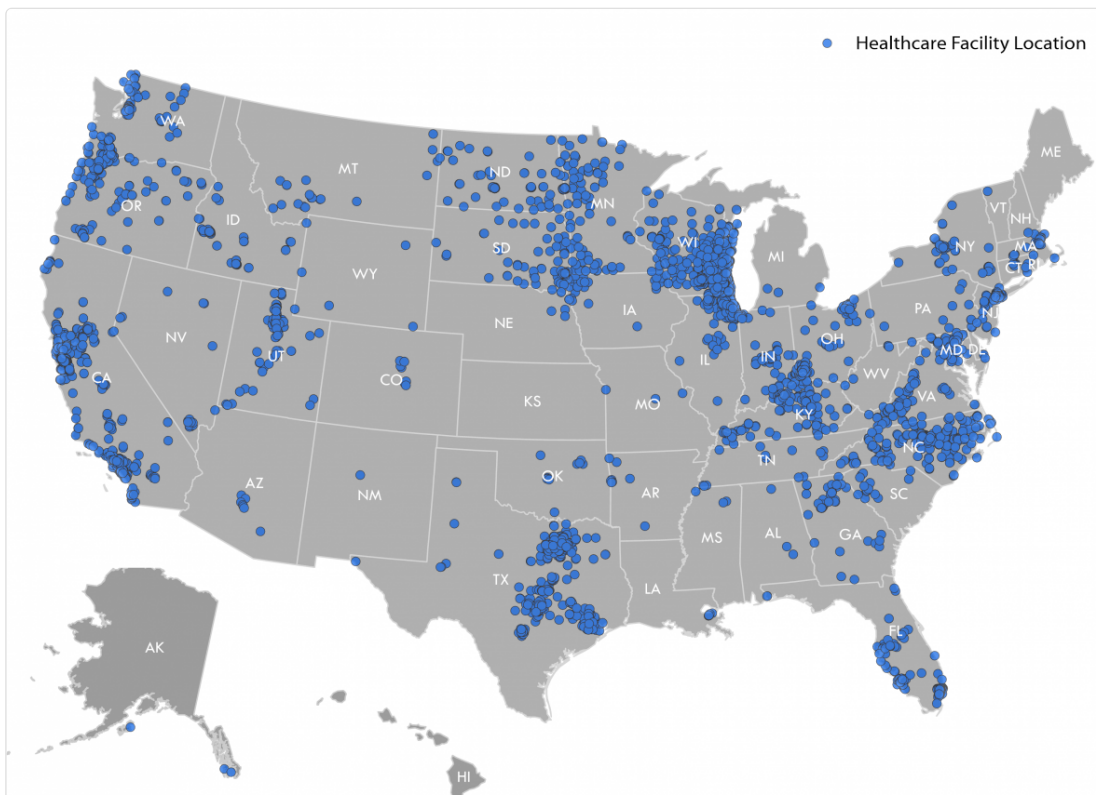 Healthcare Facility Location
ME
WA
MT
ND
VT
NH
OR
ID
MN
WI
NY
MA
SD
MI
CT
RI
WY
IA
PA
NJ
NE
NV
OH
MD
DE
UT
IL
IN
CA
CO
WV
VA
KS
MO
KY
NC
TN
OK
AZ
NM
AR
SC
MS
AL
GA
TX
LA
FL
AK
HI